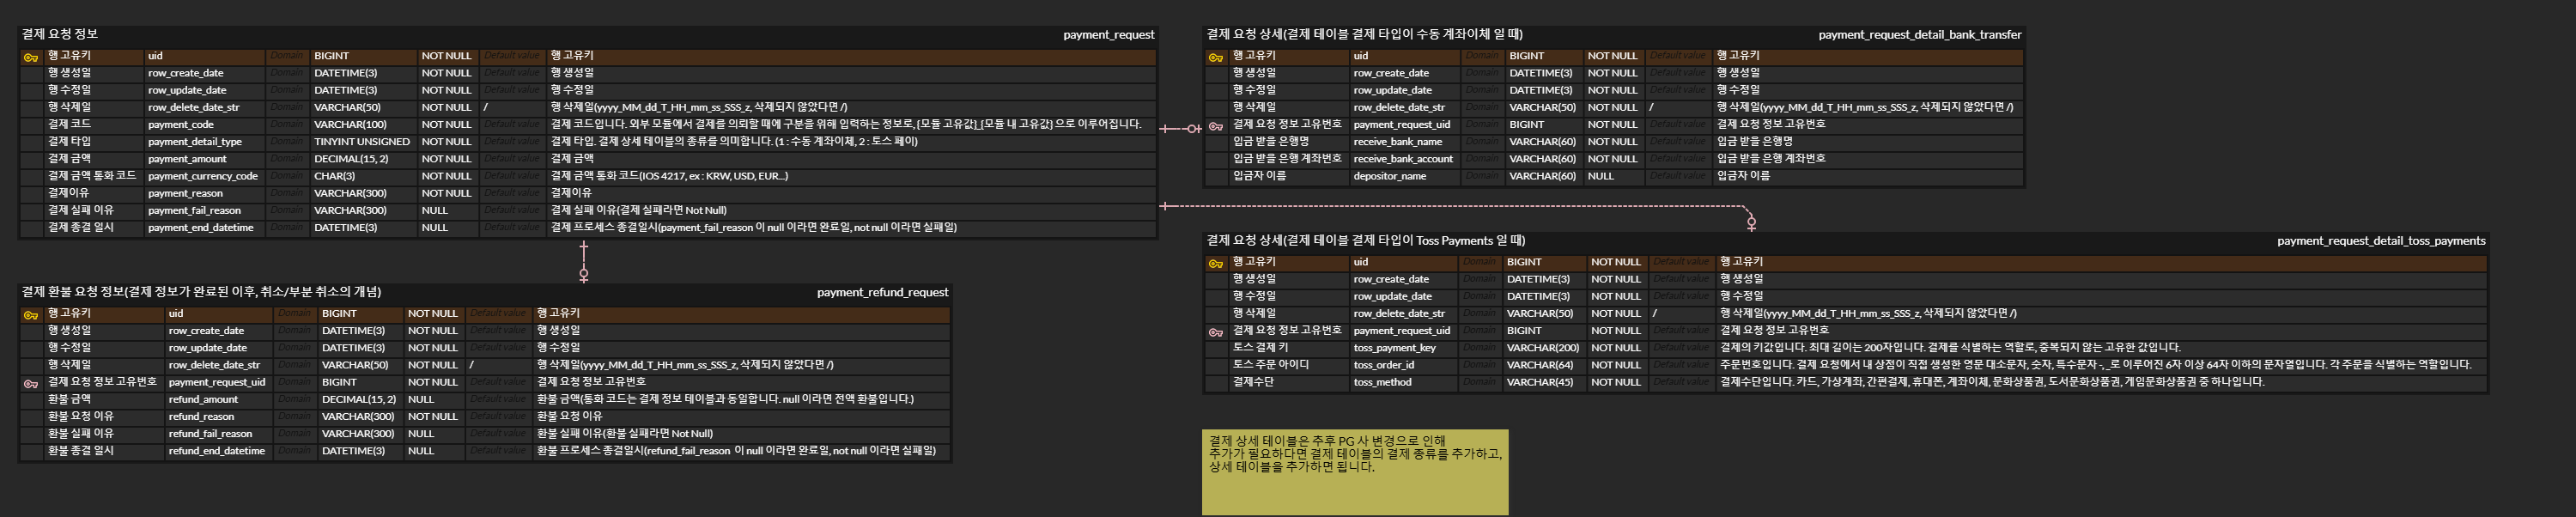 결제 요청 정보 payment_request
행 고유키 uid Domain BIGINT NOT NULL Default value 행 고유키
행 생성일 row_create_date Domain DATETIME(3) NOT NULL Default value 행 생성일
행 수정일 row_update_date Domain DATETIME(3) NOT NULL Default value 행 수정일
행 삭제일 row_delete_date_str Domain VARCHAR(50) NOT NULL / 행 삭제일(yyyy_MM_dd_T_HH_mm_ss_SSS_z, 삭제되지 않았다면 /)
결제 코드 payment_code Domain VARCHAR(100) NOT NULL Default value 결제 코드입니다. 외부 모듈에서 결제를 의뢰할 때에 구분을 위해 입력하는 정보로, {모듈 고유값}_{모듈 내 고유값} 으로 이루어집니다.
결제 타입 payment_detail_type Domain TINYINT UNSIGNED NOT NULL Default value 결제 타입. 결제 상세 테이블의 종류를 의미합니다. (1 : 수동 계좌이체, 2 : 토스 페이)
결제 금액 payment_amount Domain DECIMAL(15, 2) NOT NULL Default value 결제 금액
결제 금액 통화 코드 payment_currency_code Domain CHAR(3) NOT NULL Default value 결제 금액 통화 코드(IOS 4217, ex : KRW, USD, EUR...)
결제이유 payment_reason Domain VARCHAR(300) NOT NULL Default value 결제이유
결제 실패 이유 payment_fail_reason Domain VARCHAR(300) NULL Default value 결제 실패 이유(결제 실패라면 Not Null)
결제 종결 일시 payment_end_datetime Domain DATETIME(3) NULL Default value 결제 프로세스 종결일시(payment_fail_reason 이 null 이라면 완료일, not null 이라면 실패일)
결제 요청 상세(결제 테이블 결제 타입이 수동 계좌이체 일 때) payment_request_detail_bank_transfer
행 고유키 uid Domain BIGINT NOT NULL Default value 행 고유키
행 생성일 row_create_date Domain DATETIME(3) NOT NULL Default value 행 생성일
행 수정일 row_update_date Domain DATETIME(3) NOT NULL Default value 행 수정일
행 삭제일 row_delete_date_str Domain VARCHAR(50) NOT NULL / 행 삭제일(yyyy_MM_dd_T_HH_mm_ss_SSS_z, 삭제되지 않았다면 /)
결제 요청 정보 고유번호 payment_request_uid Domain BIGINT NOT NULL Default value 결제 요청 정보 고유번호
입금 받을 은행명 receive_bank_name Domain VARCHAR(60) NOT NULL Default value 입금 받을 은행명
입금 받을 은행 계좌번호 receive_bank_account Domain VARCHAR(60) NOT NULL Default value 입금 받을 은행 계좌번호
입금자 이름 depositor_name Domain VARCHAR(60) NULL Default value 입금자 이름
결제 요청 상세(결제 테이블 결제 타입이 Toss Payments 일 때) payment_request_detail_toss_payments
행 고유키 uid Domain BIGINT NOT NULL Default value 행 고유키
행 생성일 row_create_date Domain DATETIME(3) NOT NULL Default value 행 생성일
행 수정일 row_update_date Domain DATETIME(3) NOT NULL Default value 행 수정일
행 삭제일 row_delete_date_str Domain VARCHAR(50) NOT NULL / 행 삭제일(yyyy_MM_dd_T_HH_mm_ss_SSS_z, 삭제되지 않았다면 /)
결제 요청 정보 고유번호 payment_request_uid Domain BIGINT NOT NULL Default value 결제 요청 정보 고유번호
토스 결제 키 toss_payment_key Domain VARCHAR(200) NOT NULL Default value 결제의 키값입니다. 최대 길이는 200자입니다. 결제를 식별하는 역할로, 중복되지 않는 고유한 값입니다.
토스 주문 아이디 toss_order_id Domain VARCHAR(64) NOT NULL Default value 주문번호입니다. 결제 요청에서 내 상점이 직접 생성한 영문 대소문자, 숫자, 특수문자 -, _로 이루어진 6자 이상 64자 이하의 문자열입니다. 각 주문을 식별하는 역할입니다.
결제수단 toss_method Domain VARCHAR(45) NOT NULL Default value 결제수단입니다. 카드, 가상계좌, 간편결제, 휴대폰, 계좌이체, 문화상품권, 도서문화상품권, 게임문화상품권 중 하나입니다.
결제 환불 요청 정보(결제 정보가 완료된 이후, 취소/부분 취소의 개념) payment_refund_request
행 고유키 uid Domain BIGINT NOT NULL Default value 행 고유키
행 생성일 row_create_date Domain DATETIME(3) NOT NULL Default value 행 생성일
행 수정일 row_update_date Domain DATETIME(3) NOT NULL Default value 행 수정일
행 삭제일 row_delete_date_str Domain VARCHAR(50) NOT NULL / 행 삭제일(yyyy_MM_dd_T_HH_mm_ss_SSS_z, 삭제되지 않았다면 /)
결제 요청 정보 고유번호 payment_request_uid Domain BIGINT NOT NULL Default value 결제 요청 정보 고유번호
환불 금액 refund_amount Domain DECIMAL(15, 2) NULL Default value 환불 금액(통화 코드는 결제 정보 테이블과 동일합니다. null 이라면 전액 환불입니다.)
환불 요청 이유 refund_reason Domain VARCHAR(300) NOT NULL Default value 환불 요청 이유
환불 실패 이유 refund_fail_reason Domain VARCHAR(300) NULL Default value 환불 실패 이유(환불 실패라면 Not Null)
환불 종결 일시 refund_end_datetime Domain DATETIME(3) NULL Default value 환불 프로세스 종결일시(refund_fail_reason 이 null 이라면 완료일, not null 이라면 실패일)
결제 상세 테이블은 추후 PG 사 변경으로 인해
추가가 필요하다면 결제 테이블의 결제 종류를 추가하고,
상세 테이블을 추가하면 됩니다.